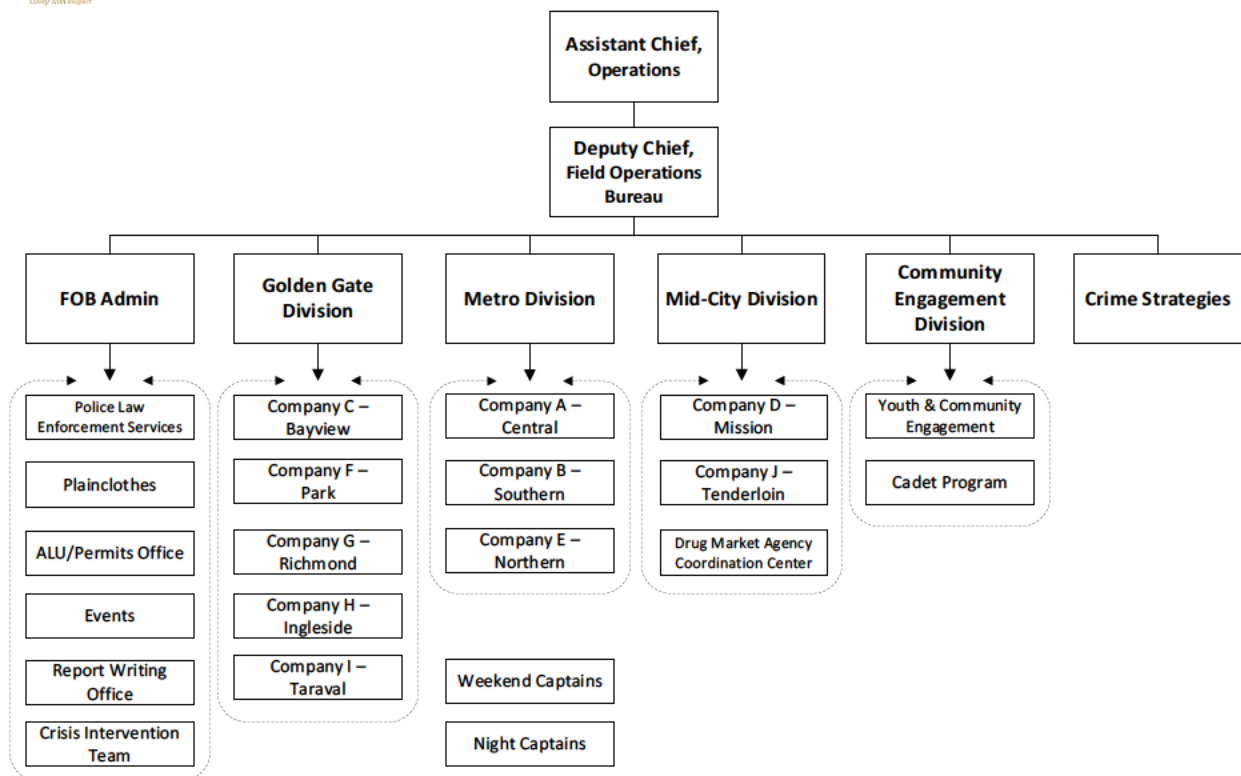 Assistant Chief,
Operations
Deputy Chief,
Field Operations
Bureau
FOB Admin
Golden Gate
Division
Metro Division
Mid-City Division
Community
Engagement
Division
Crime Strategies
Police Law
Enforcement Services
Plainclothes
ALU/Permits Office
Events
Report Writing
Office
Crisis Intervention
Team
Company C –
Bayview
Company F –
Park
Company G –
Richmond
Company H –
Ingleside
Company I –
Taraval
Company A –
Central
Company B –
Southern
Company E –
Northern
Weekend Captains
Night Captains
Company D –
Mission
Company J –
Tenderloin
Drug Market Agency
Coordination Center
Youth & Community
Engagement
Cadet Program